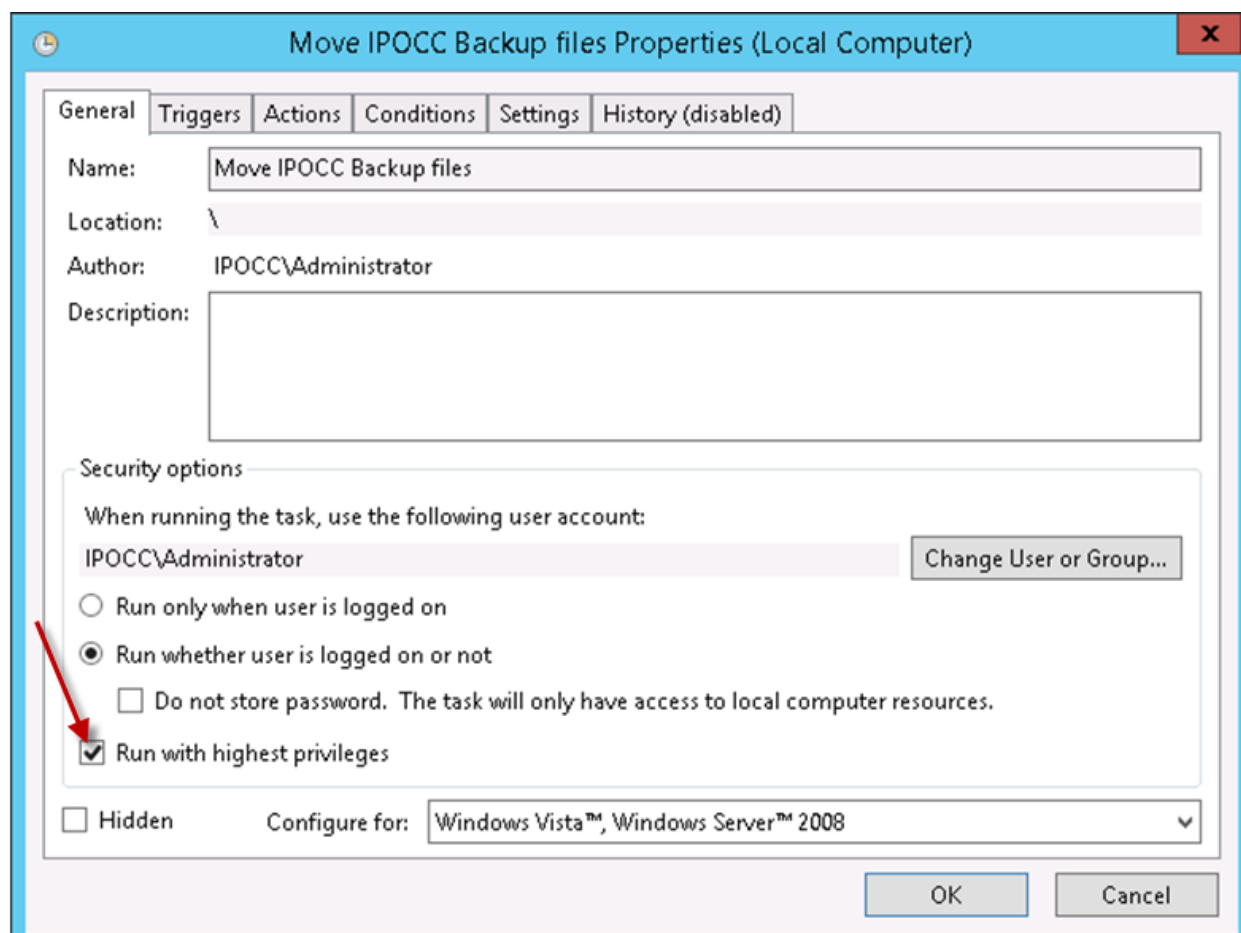 Move IPOCC Backup files Properties (Local Computer)
x
General Triggers Actions Conditions Settings History (disabled)
Name: Move IPOCC Backup files
Location: \
Author: IPOCC\Administrator
Description:
Security options
When running the task, use the following user account:
IPOCC\Administrator Change User or Group...
Run only when user is logged on
Run whether user is logged on or not
Do not store password. The task will only have access to local computer resources.
Run with highest privileges
Hidden Configure for: Windows Vista™, Windows Server™ 2008
OK Cancel